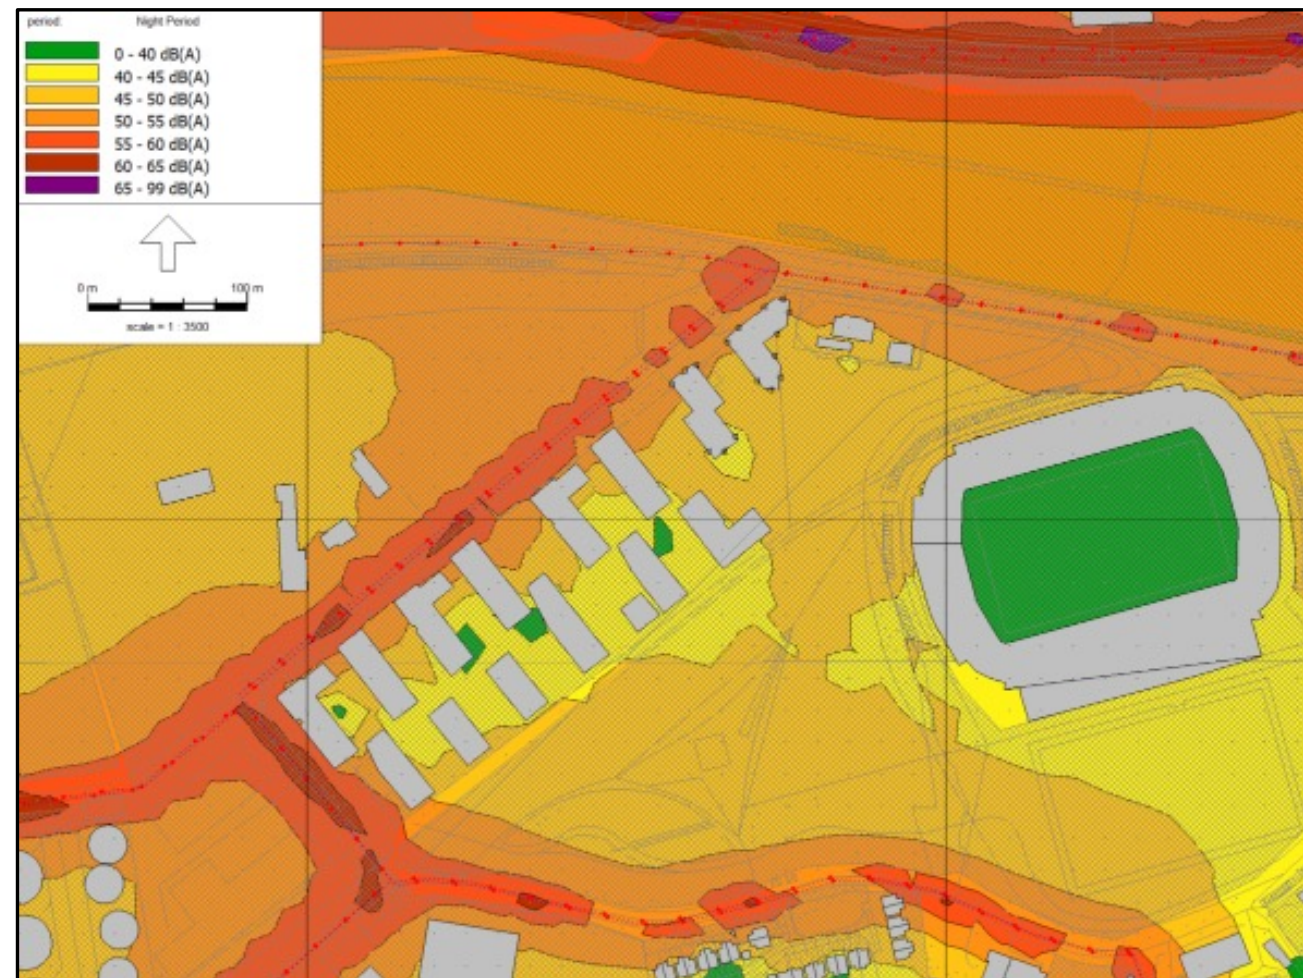 period: Night Period
0 - 40 dB(A)
40 - 45 dB(A)
45 - 50 dB(A)
50 - 55 dB(A)
55 - 60 dB(A)
60 - 65 dB(A)
65 - 99 dB(A)
0 m 100 m
scale = 1 : 3500